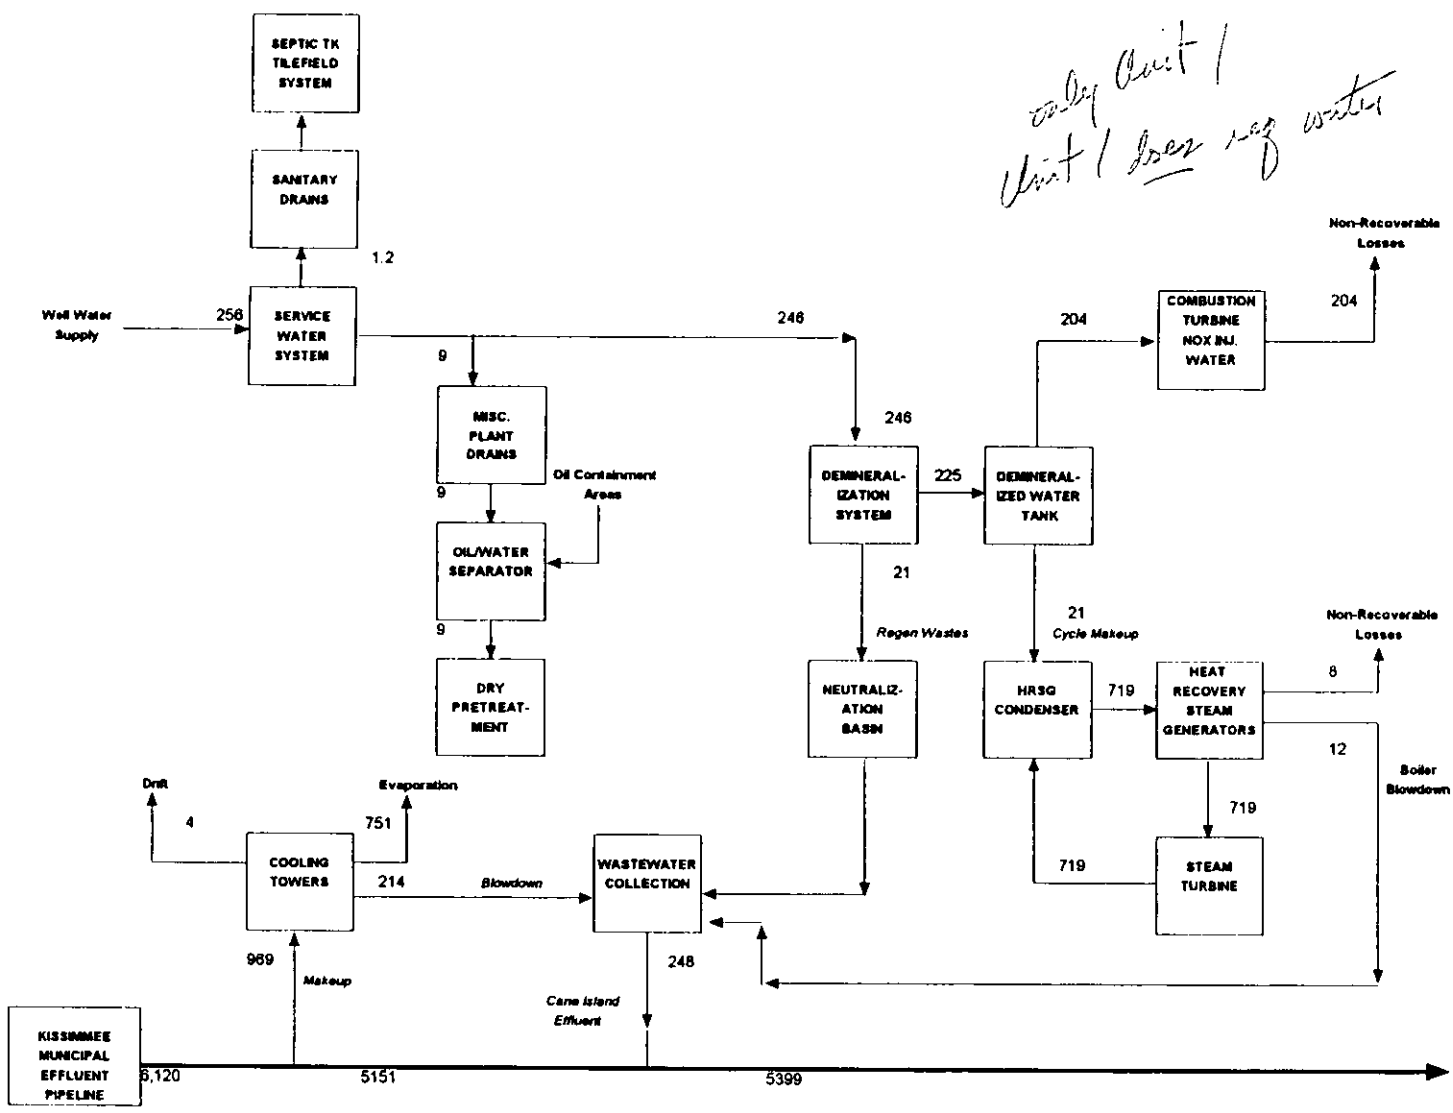 SEPTIC TK
TILEFIELD
SYSTEM
only Unit 1
Unit 1 does req water
SANITARY
DRAINS
1.2
Non-Recoverable
Losses
Well Water
Supply
256
SERVICE
WATER
SYSTEM
9
246
204
COMBUSTION
TURBINE
NOX INJ.
WATER
204
MISC.
PLANT
DRAINS
246
9
Oil Containment
Areas
DEMINERAL-
IZATION
SYSTEM
225
DEMINERAL-
IZED WATER
TANK
OIL/WATER
SEPARATOR
21
Regen Wastes
21
Cycle Makeup
9
Non-Recoverable
Losses
DRY
PRETREAT-
MENT
NEUTRALIZ-
ATION
BASIN
HRSG
CONDENSER
719
HEAT
RECOVERY
STEAM
GENERATORS
8
12
Boiler
Blowdown
Drift
4
Evaporation
751
719
COOLING
TOWERS
214
Blowdown
WASTEWATER
COLLECTION
719
STEAM
TURBINE
969
Makeup
248
Cane Island
Effluent
KISSIMMEE
MUNICIPAL
EFFLUENT
PIPELINE
6,120
5151
5399